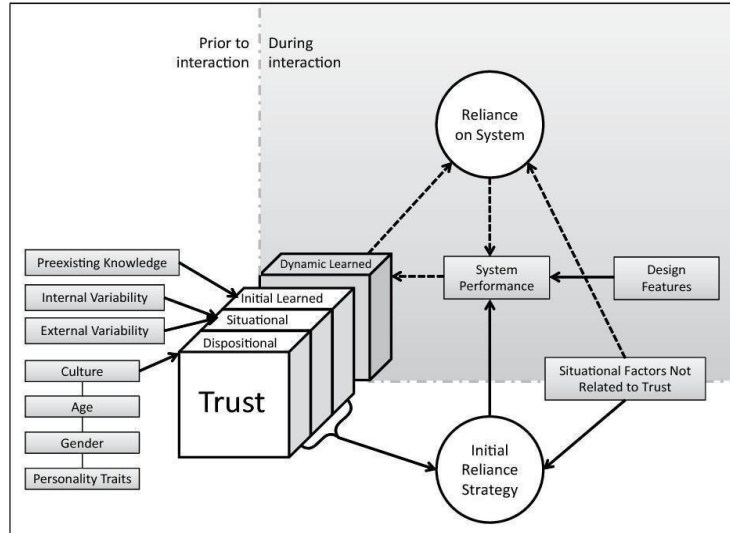 Prior to
interaction
During
interaction
Reliance
on System
Preexisting Knowledge
Internal Variability
External Variability
Culture
Age
Gender
Personality Traits
Dynamic Learned
Initial Learned
Situational
Dispositional
Trust
System
Performance
Design
Features
Situational Factors Not
Related to Trust
Initial
Reliance
Strategy